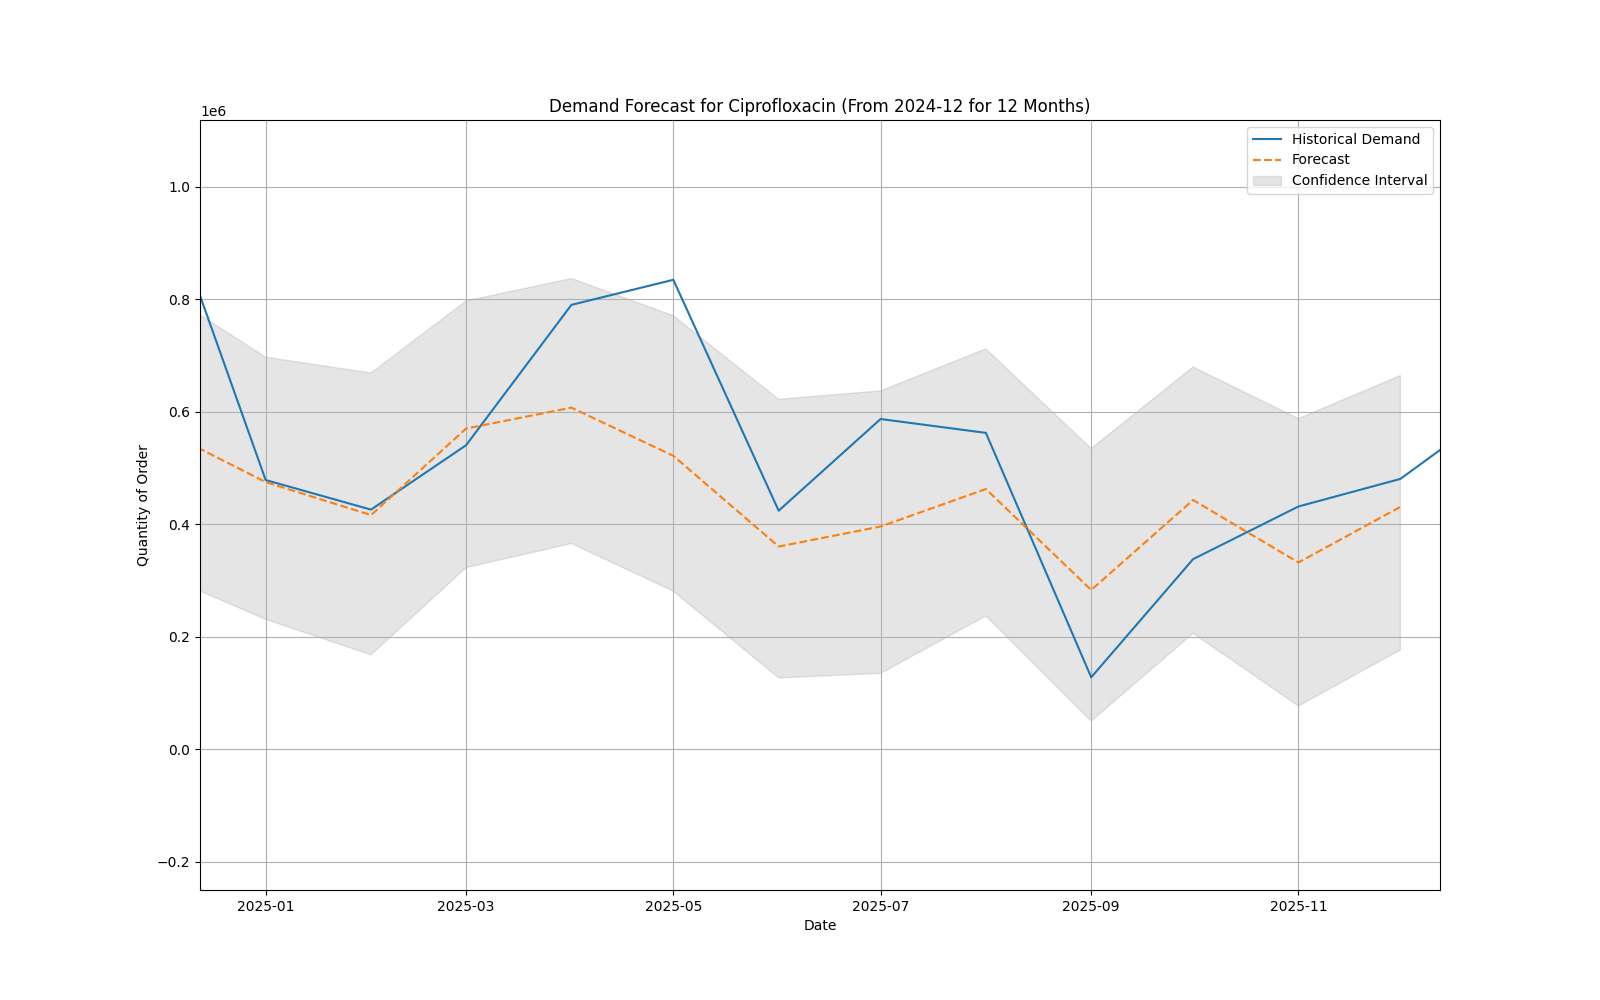 Demand Forecast for Ciprofloxacin (From 2024-12 for 12 Months)
1e6
Historical Demand
Forecast
Confidence Interval
1.0
0.8
0.6
0.4
0.2
0.0
−0.2
Quantity of Order
2025-01 2025-03 2025-05 2025-07 2025-09 2025-11
Date